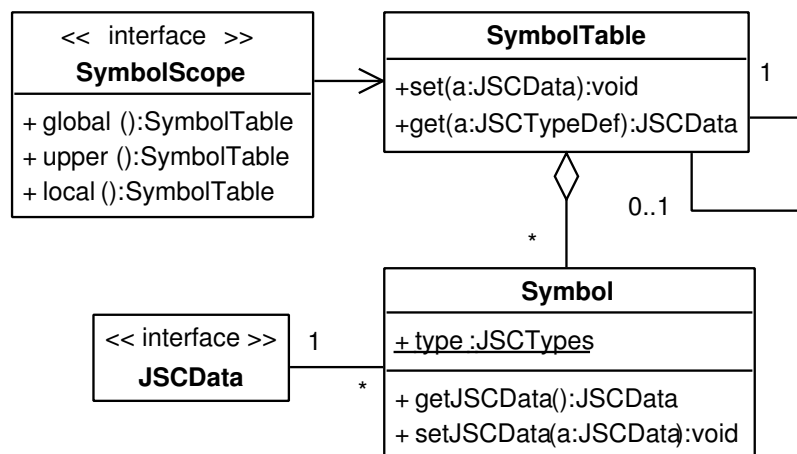 << interface >>
SymbolScope
+ global ():SymbolTable
+ upper ():SymbolTable
+ local ():SymbolTable
SymbolTable
+set(a:JSCData):void
+get(a:JSCTypeDef):JSCData
1
0..1
*
Symbol
+ type :JSCTypes
+ getJSCData():JSCData
+ setJSCData(a:JSCData):void
<< interface >>
JSCData
1
*